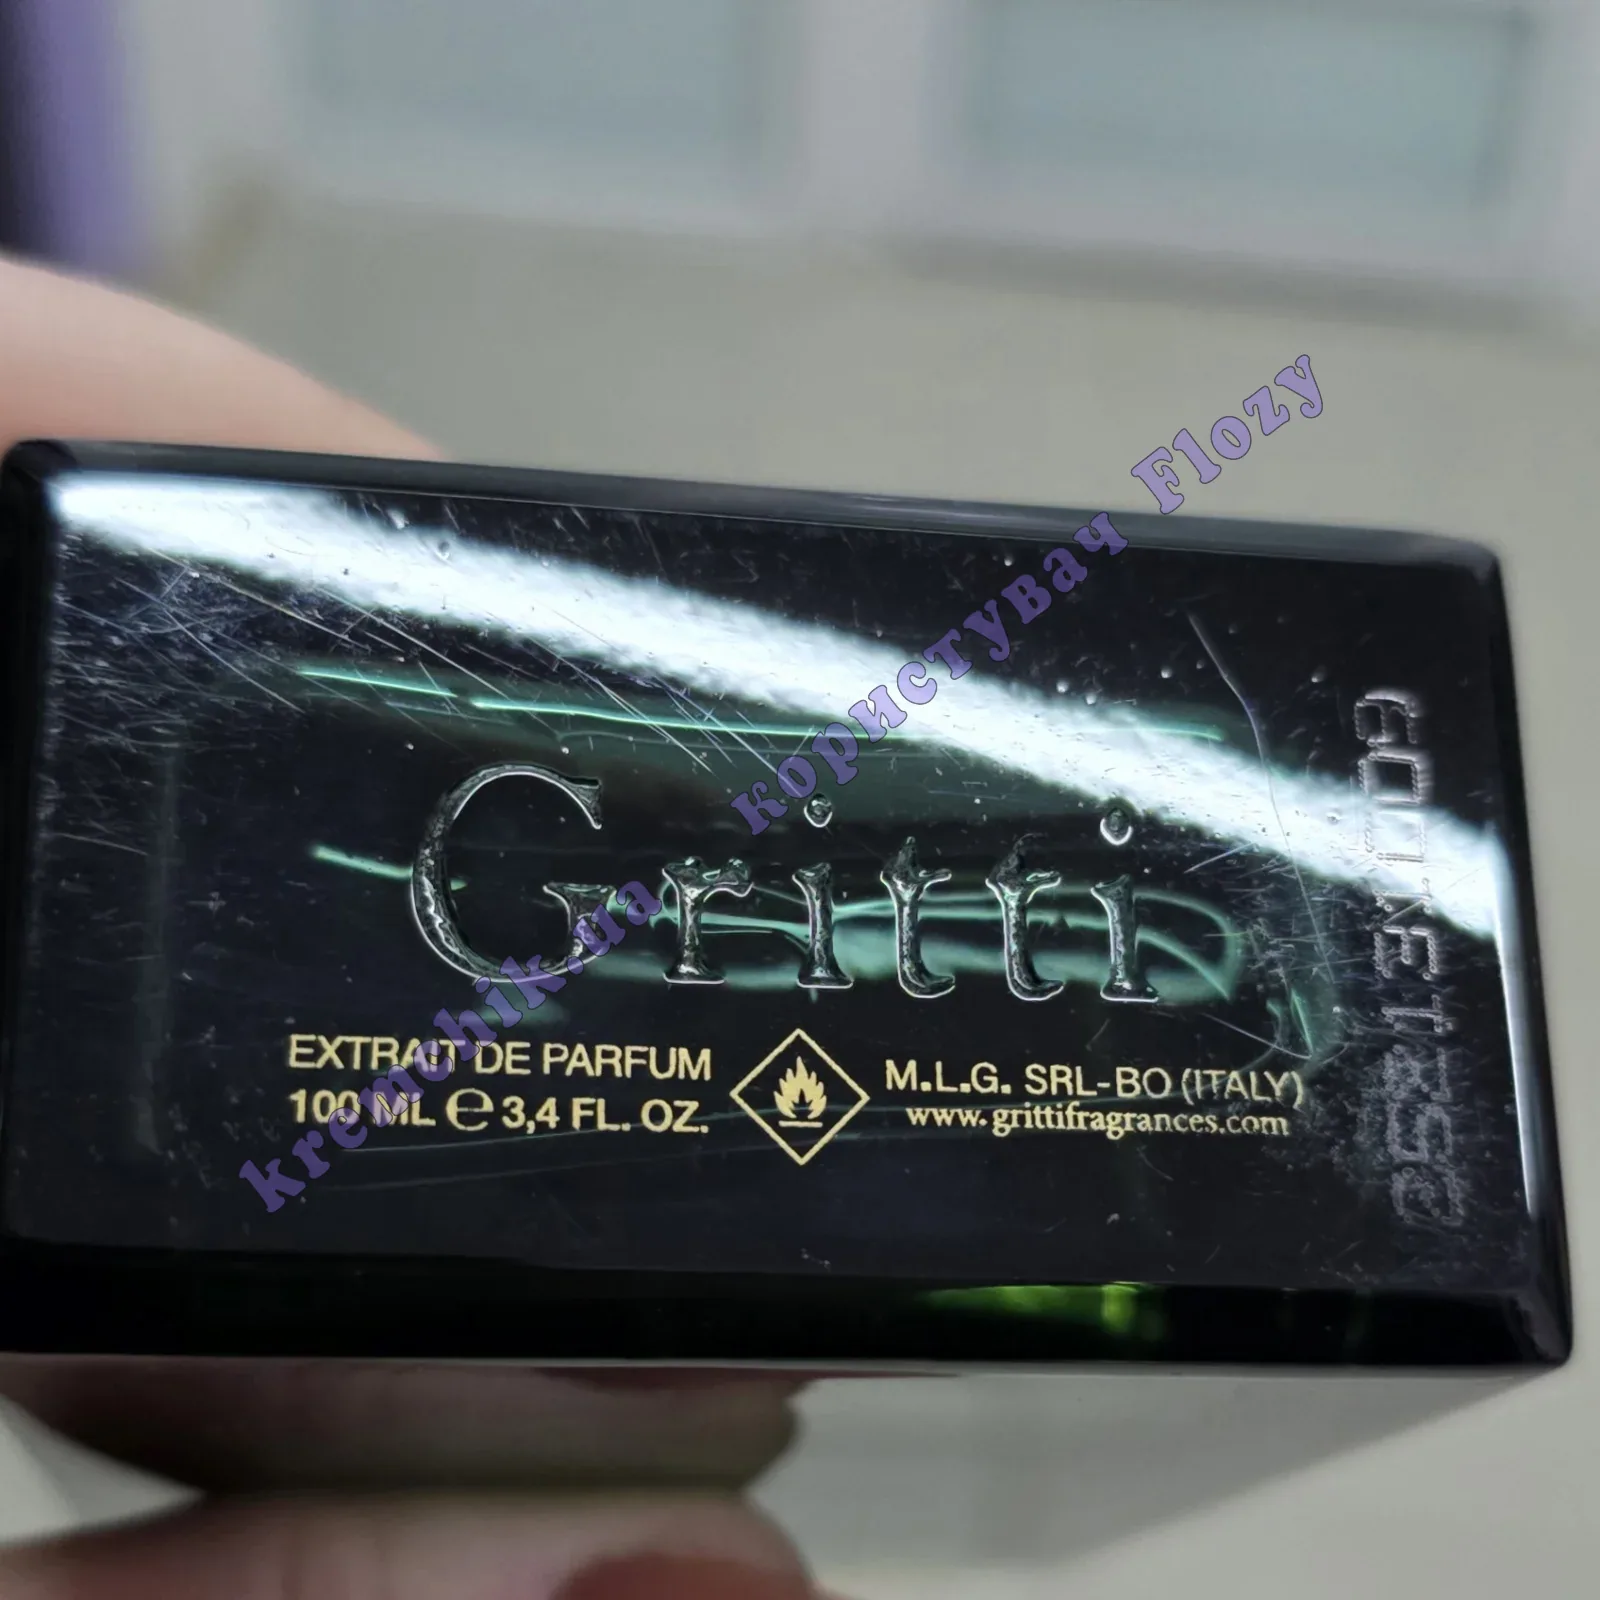 Gritti
EXTRAIT DE PARFUM
100 ML ℮ 3,4 FL. OZ.
M.L.G. SRL-BO (ITALY)
www.grittifragrances.com
kremchik.ua користувач Flozy